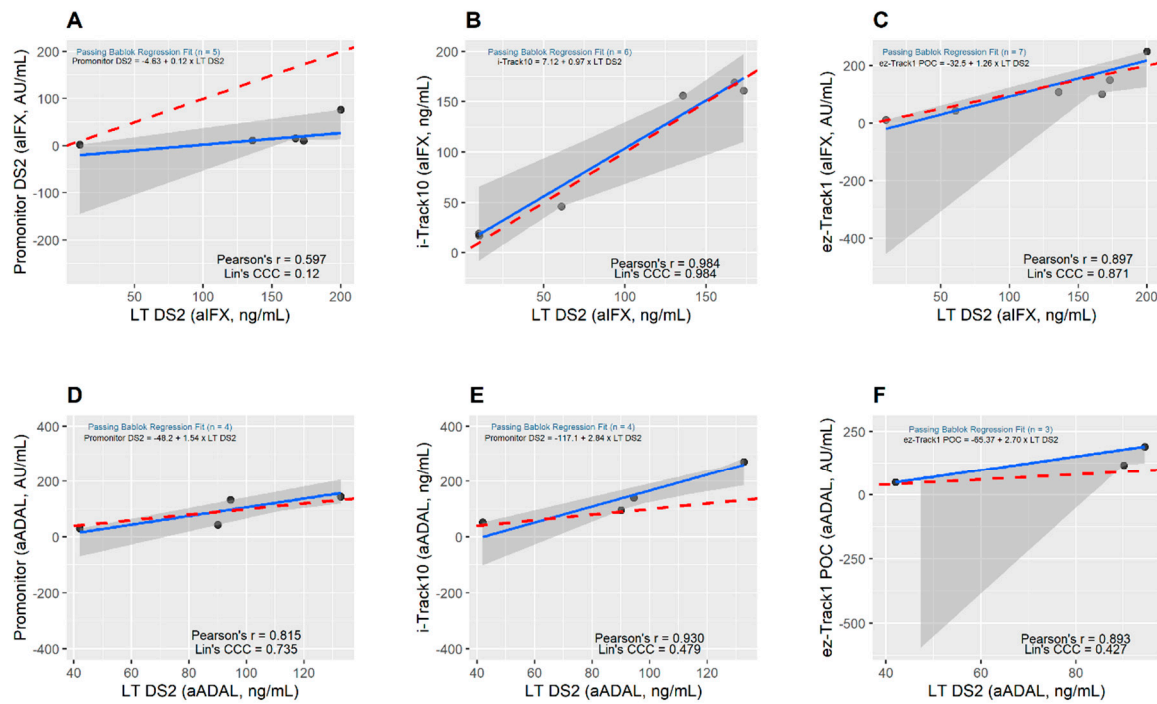 A
Passing Bablok Regression Fit (n = 5)
Promonitor DS2 = -4.63 + 0.12 x LT DS2
Promonitor DS2 (aIFX, AU/mL)
200
100
0
-100
-200
Pearson's r = 0.597
Lin's CCC = 0.12
50
100
150
200
LT DS2 (aIFX, ng/mL)
B
Passing Bablok Regression Fit (n = 6)
i-Track10 = 7.12 + 0.97 x LT DS2
i-Track10 (aIFX, ng/mL)
200
150
100
50
0
Pearson's r = 0.984
Lin's CCC = 0.984
50
100
150
LT DS2 (aIFX, ng/mL)
C
Passing Bablok Regression Fit (n = 7)
ez-Track1 POC = -32.5 + 1.26 x LT DS2
ez-Track1 (aIFX, AU/mL)
200
0
-200
-400
Pearson's r = 0.897
Lin's CCC = 0.871
50
100
150
200
LT DS2 (aIFX, ng/mL)
D
Passing Bablok Regression Fit (n = 4)
Promonitor DS2 = -48.2 + 1.54 x LT DS2
Promonitor (aADAL, AU/mL)
400
200
0
-200
-400
Pearson's r = 0.815
Lin's CCC = 0.735
40
60
80
100
120
LT DS2 (aADAL, ng/mL)
E
Passing Bablok Regression Fit (n = 4)
Promonitor DS2 = -117.1 + 2.84 x LT DS2
i-Track10 (aADAL, ng/mL)
400
200
0
-200
-400
Pearson's r = 0.930
Lin's CCC = 0.479
40
60
80
100
120
LT DS2 (aADAL, ng/mL)
F
Passing Bablok Regression Fit (n = 3)
ez-Track1 POC = -65.37 + 2.70 x LT DS2
ez-Track1 POC (aADAL, AU/mL)
250
0
-250
-500
Pearson's r = 0.893
Lin's CCC = 0.427
40
60
80
LT DS2 (aADAL, ng/mL)